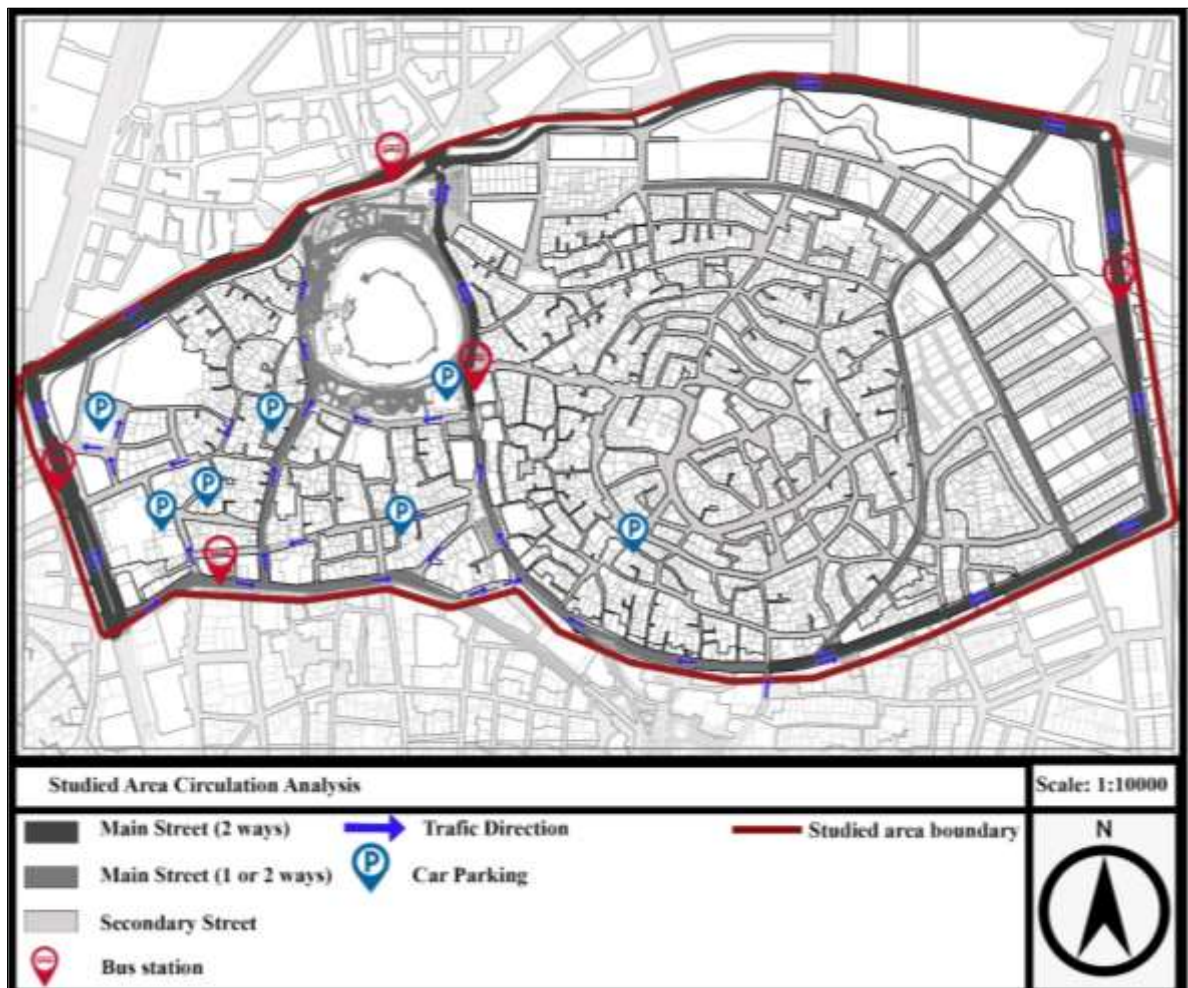 P
P
P
P
P
P
P
Studied Area Circulation Analysis
Scale: 1:10000
Main Street (2 ways)
Trafic Direction
Studied area boundary
N
Main Street (1 or 2 ways)
P
Car Parking
Secondary Street
Bus station